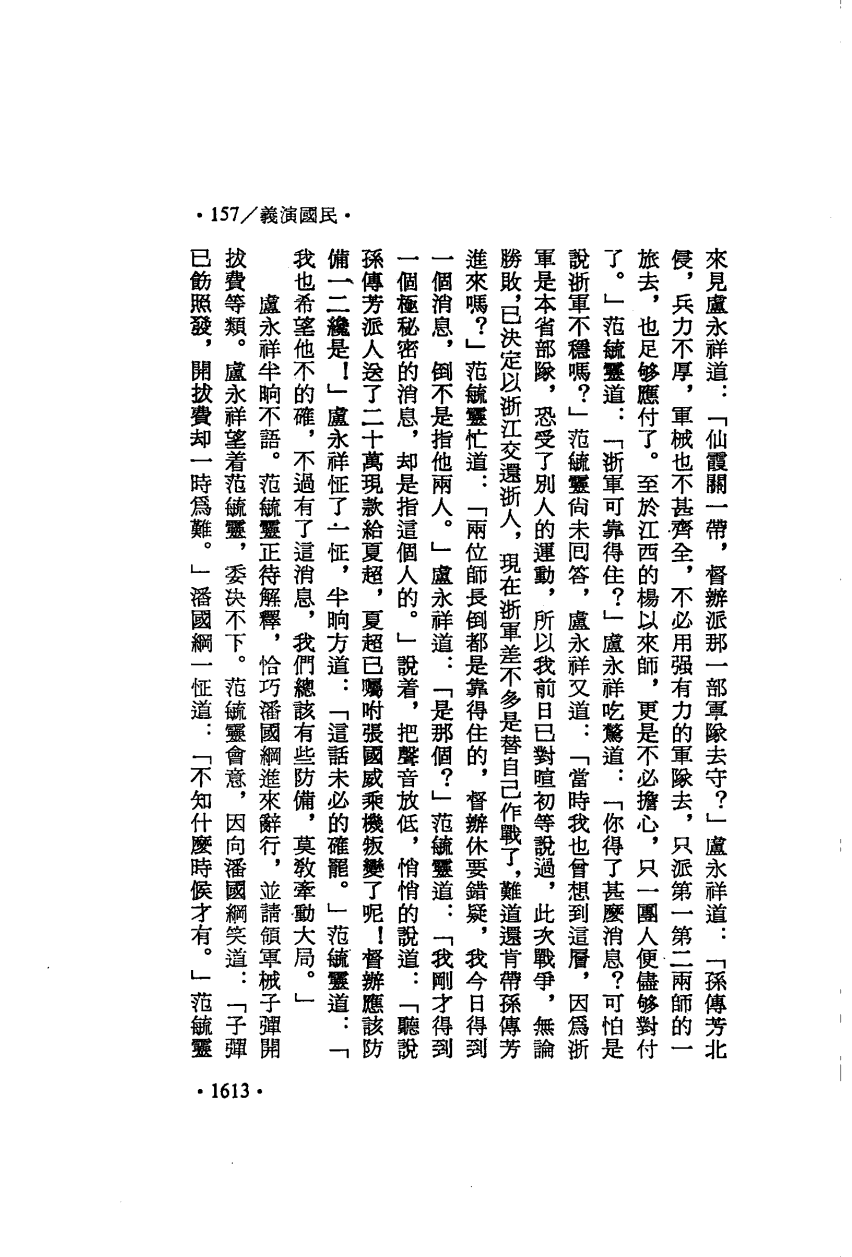 •157／義演國民•
來見盧永祥道：「仙霞關一帶，督辦派那一部軍隊去守？」盧永祥道：「孫傳芳北
侵，兵力不厚，軍械也不甚齊全，不必用强有力的軍隊去，只派第一第二兩師的一
旅去，也足够應付了。至於江西的楊以來師，更是不必擔心，只一團人便儘够對付
了。」范毓靈道：「浙軍可靠得住？」盧永祥吃驚道：「你得了甚麼消息？可怕是
說浙軍不穩嗎？」范毓靈尙未回答，盧永祥又道：「當時我也曾想到這層，因爲浙
軍是本省部隊，恐受了別人的運動，所以我前日已對暄初等說過，此次戰爭，無論
勝敗，已決定以浙江交還浙人，現在浙軍差不多是替自己作戰了，難道還肯帶孫傳芳
進來嗎？」范毓靈忙道：「兩位師長倒都是靠得住的，督辦休要錯疑，我今日得到
一個消息，倒不是指他兩人。」盧永祥道：「是那個？」范毓靈道：「我剛才得到
一個極秘密的消息，却是指這個人的。」說着，把聲音放低，悄悄的說道：「聽說
孫傳芳派人送了二十萬現款給夏超，夏超已囑咐張國威乘機叛變了呢！督辦應該防
備一二纔是！」盧永祥怔了一怔，半晌方道：「這話未必的確罷。」范毓靈道：「
我也希望他不的確，不過有了這消息，我們總該有些防備，莫敎牽動大局。」
盧永祥半晌不語。范毓靈正待解釋，恰巧潘國綱進來辭行，並請領軍械子彈開
拔費等類。盧永祥望着范毓靈，委決不下。范毓靈會意，因向潘國綱笑道：「子彈
已飭照發，開拔費却一時爲難。」潘國綱一怔道：「不知什麼時候才有。」范毓靈
•1613•